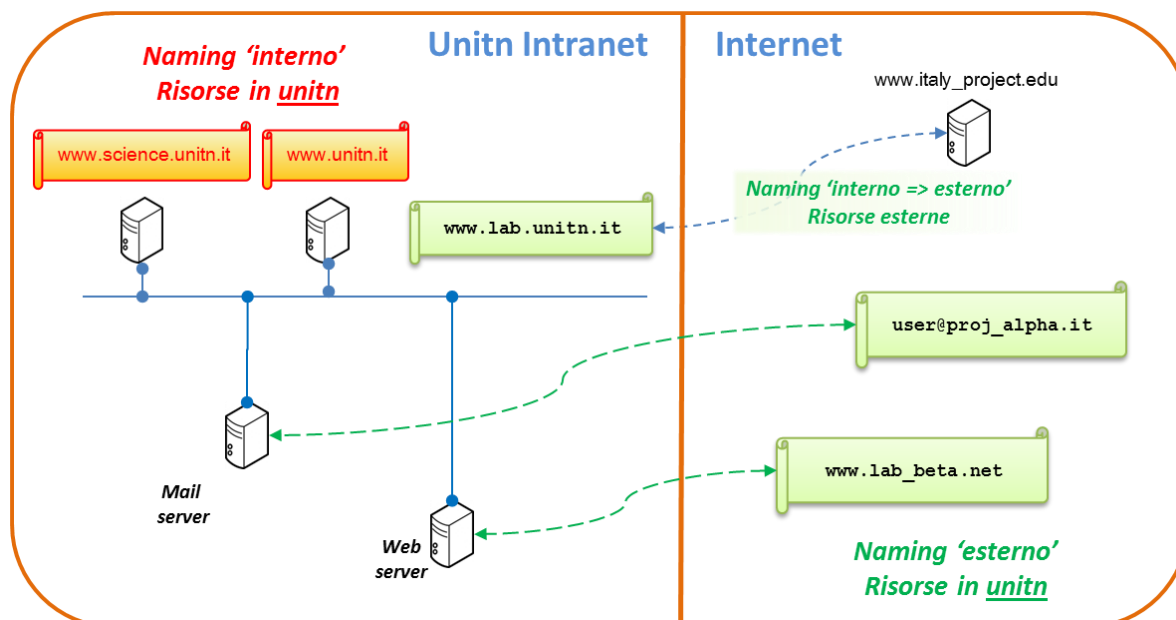 Unitn Intranet
Internet
Naming ‘interno’
Risorse in unitn
www.italy_project.edu
www.science.unitn.it
www.unitn.it
www.lab.unitn.it
Naming ‘interno => esterno’
Risorse esterne
user@proj_alpha.it
www.lab_beta.net
Mail
server
Web
server
Naming ‘esterno’
Risorse in unitn